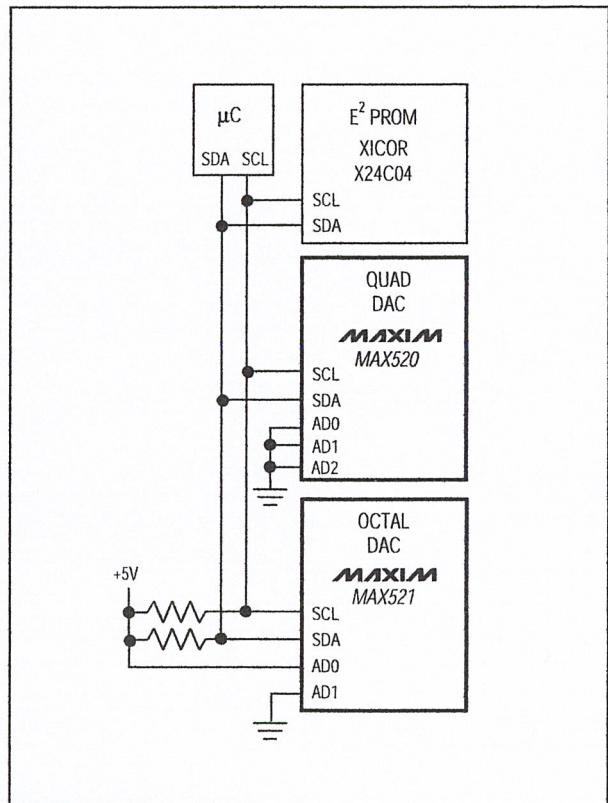 µC
SDA SCL
E² PROM
XICOR
X24C04
SCL
SDA
QUAD
DAC
MAXIM
MAX520
SCL
SDA
AD0
AD1
AD2
OCTAL
DAC
MAXIM
MAX521
+5V
SCL
SDA
AD0
AD1